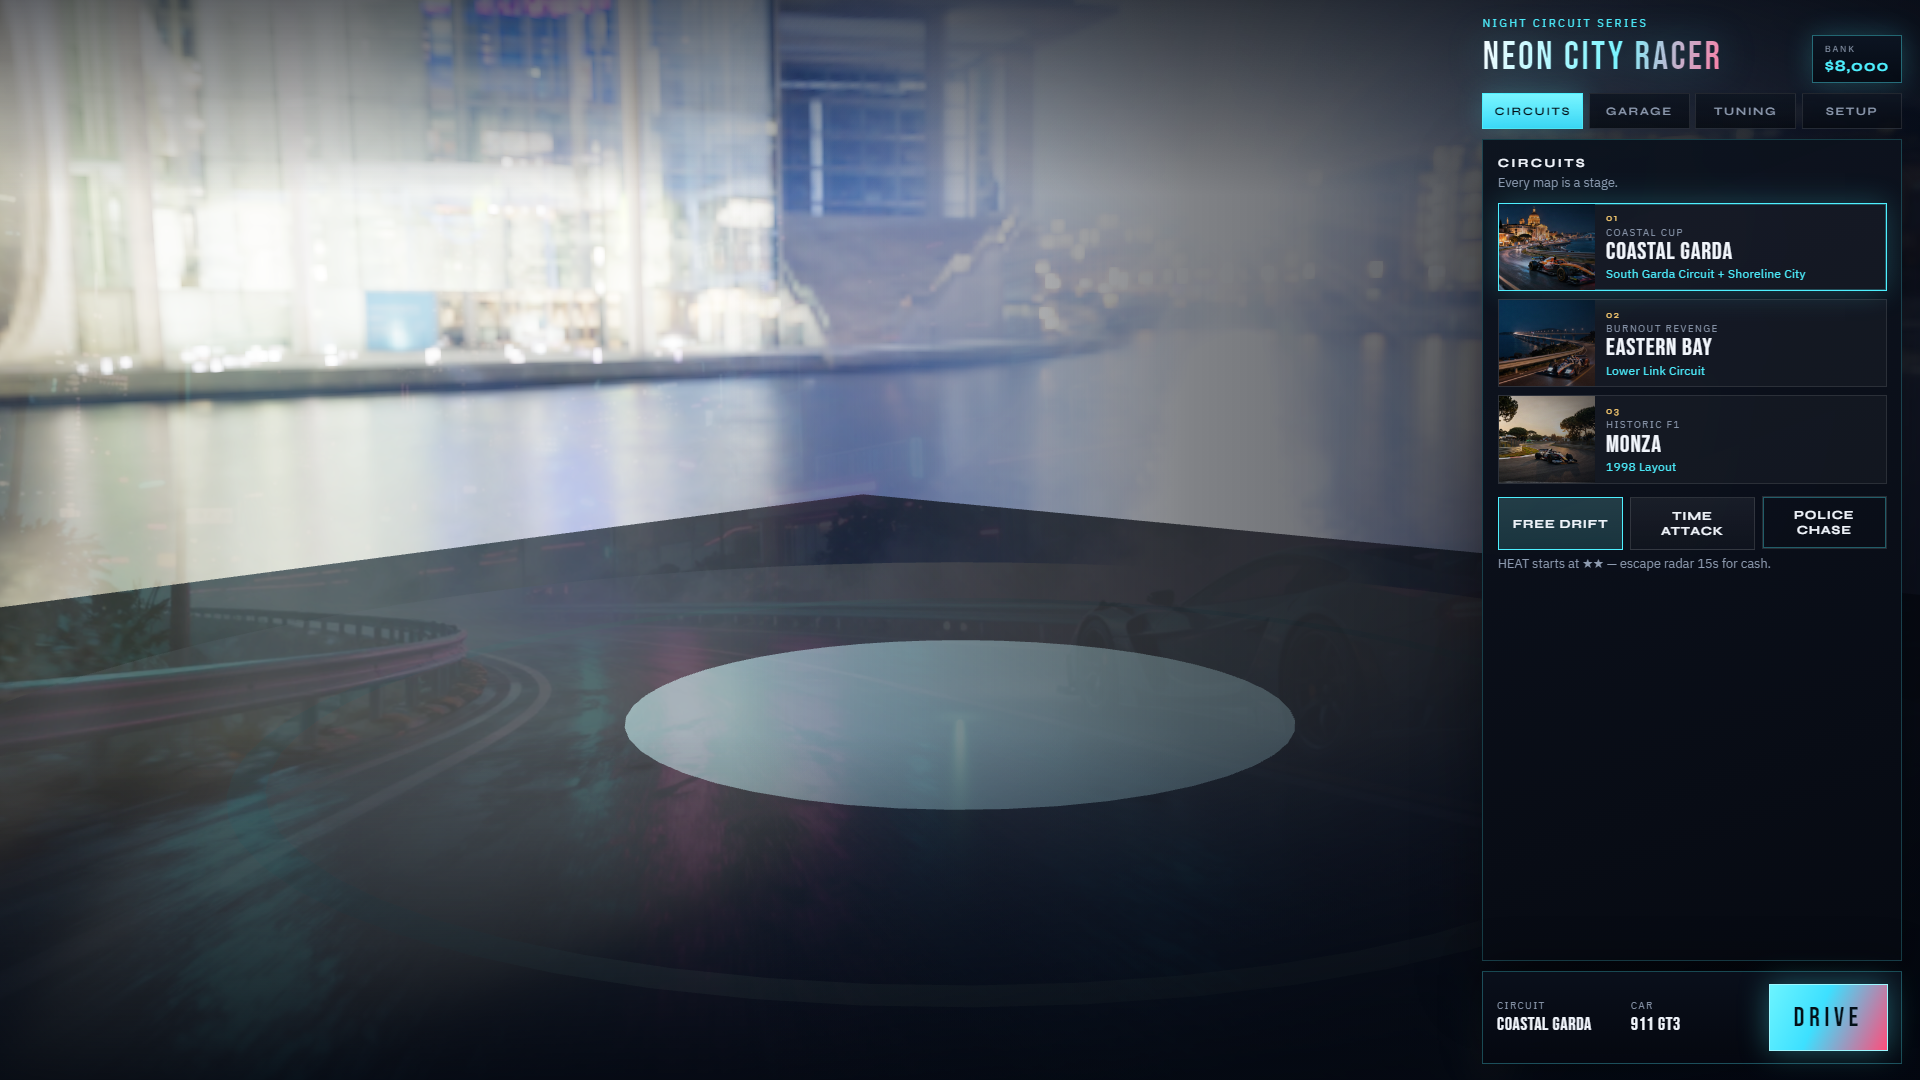 NIGHT CIRCUIT SERIES
NEON CITY RACER
BANK
$8,000
CIRCUITS
GARAGE
TUNING
SETUP
CIRCUITS
Every map is a stage.
01
COASTAL CUP
COASTAL GARDA
South Garda Circuit + Shoreline City
02
BURNOUT REVENGE
EASTERN BAY
Lower Link Circuit
03
HISTORIC F1
MONZA
1998 Layout
FREE DRIFT
TIME
ATTACK
POLICE
CHASE
HEAT starts at ★★ — escape radar 15s for cash.
CIRCUIT
COASTAL GARDA
CAR
911 GT3
DRIVE